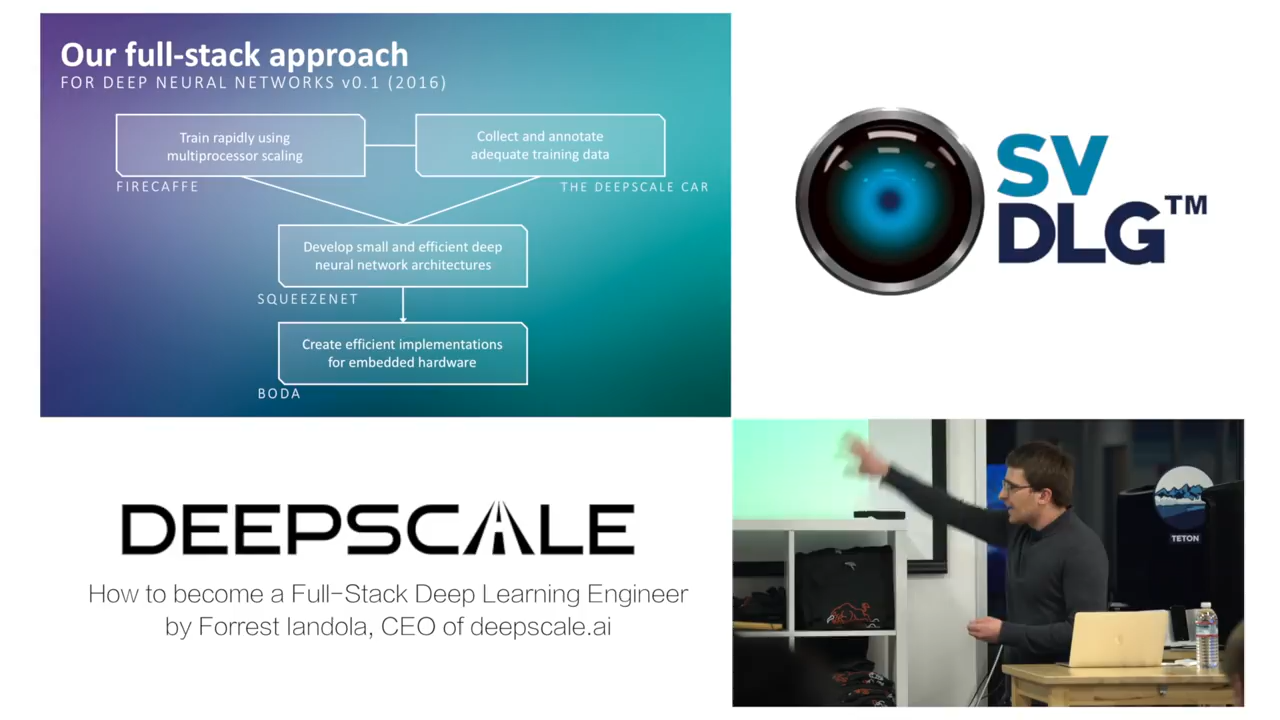 Our full-stack approach
FOR DEEP NEURAL NETWORKS v0.1 (2016)
Train rapidly using
multiprocessor scaling
FIRECAFFE
Collect and annotate
adequate training data
THE DEEPSCALE CAR
Develop small and efficient deep
neural network architectures
SQUEEZENET
Create efficient implementations
for embedded hardware
BODA
SV
DLG™
DEEPSCALE
How to become a Full-Stack Deep Learning Engineer
by Forrest Iandola, CEO of deepscale.ai
TETON